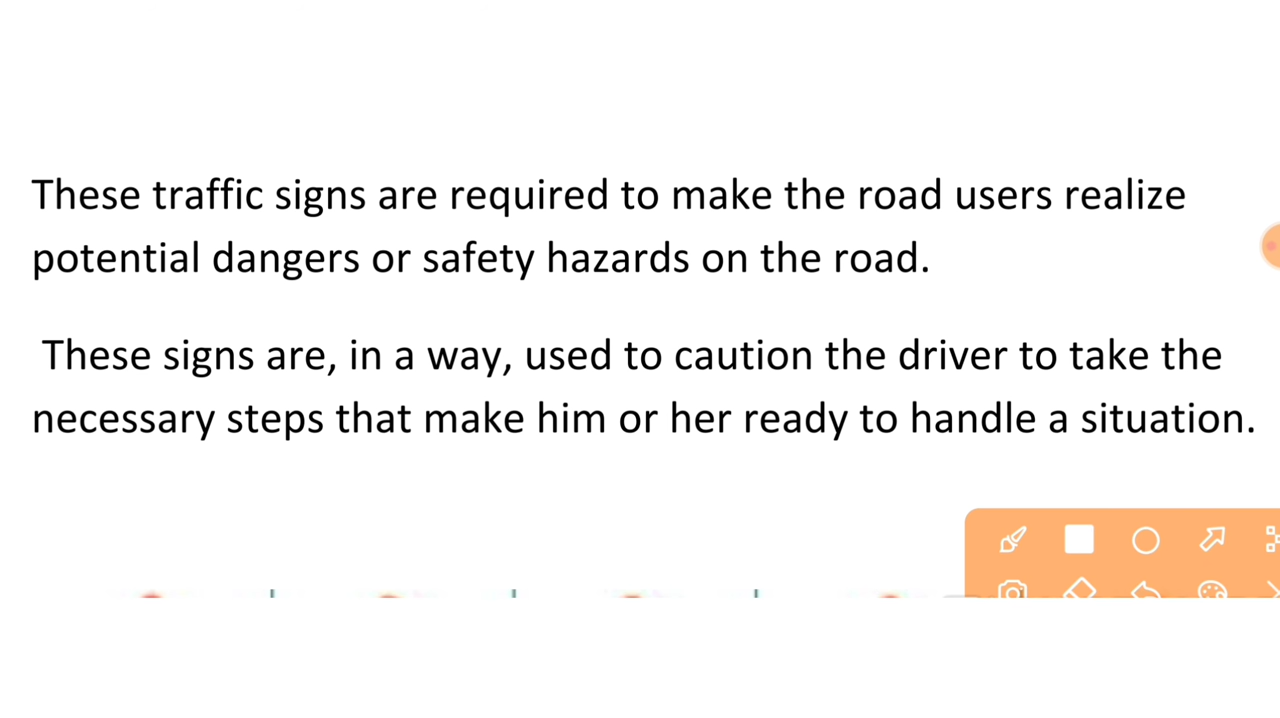 These traffic signs are required to make the road users realize
potential dangers or safety hazards on the road.
These signs are, in a way, used to caution the driver to take the
necessary steps that make him or her ready to handle a situation.